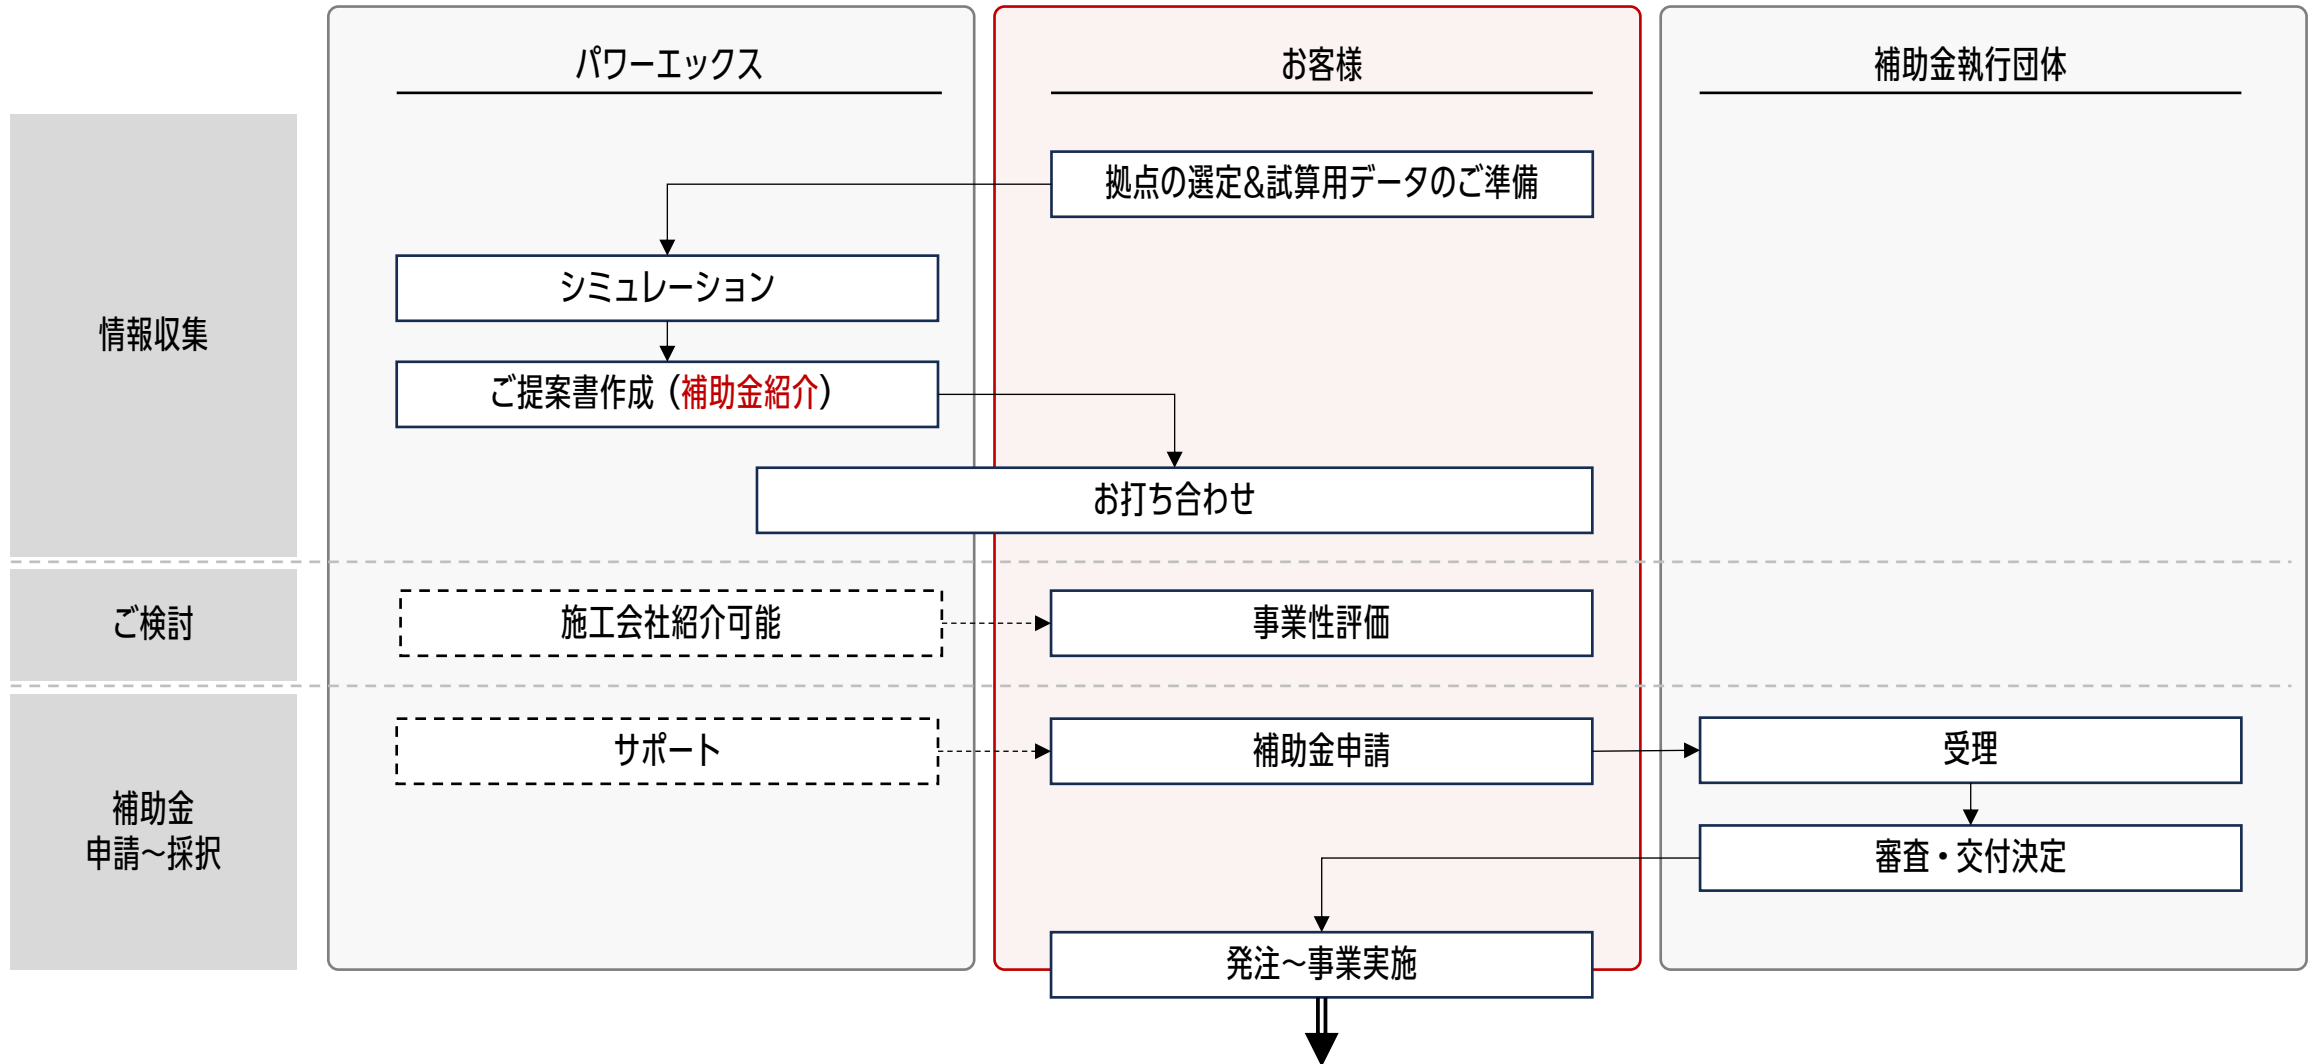 パワーエックス
お客様
補助金執行団体
情報収集
拠点の選定&試算用データのご準備
シミュレーション
ご提案書作成（補助金紹介）
お打ち合わせ
ご検討
施工会社紹介可能
事業性評価
補助金
申請～採択
サポート
補助金申請
受理
審査・交付決定
発注～事業実施